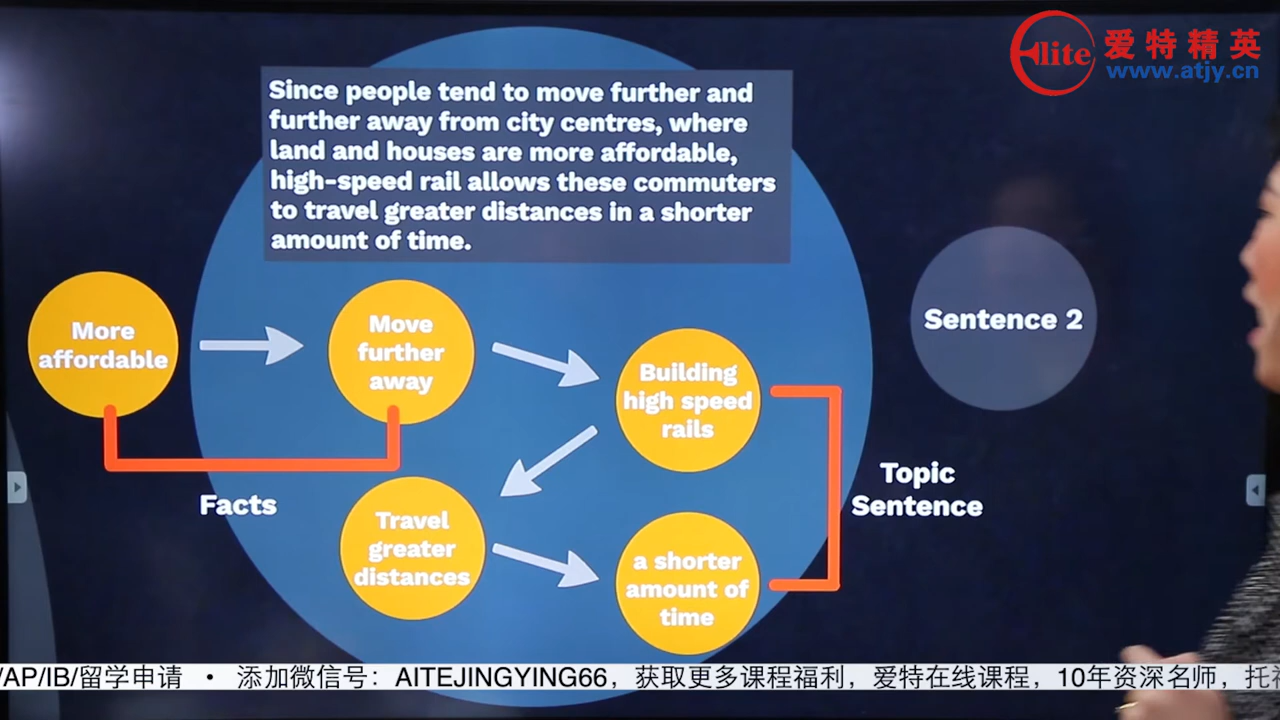 Elite 爱特精英
www.atjy.cn
Since people tend to move further and
further away from city centres, where
land and houses are more affordable,
high-speed rail allows these commuters
to travel greater distances in a shorter
amount of time.
More
affordable
Move
further
away
Building
high speed
rails
Sentence 2
Facts
Topic
Sentence
Travel
greater
distances
a shorter
amount of
time
/AP/IB/留学申请 • 添加微信号：AITEJINGYING66，获取更多课程福利，爱特在线课程，10年资深名师，托